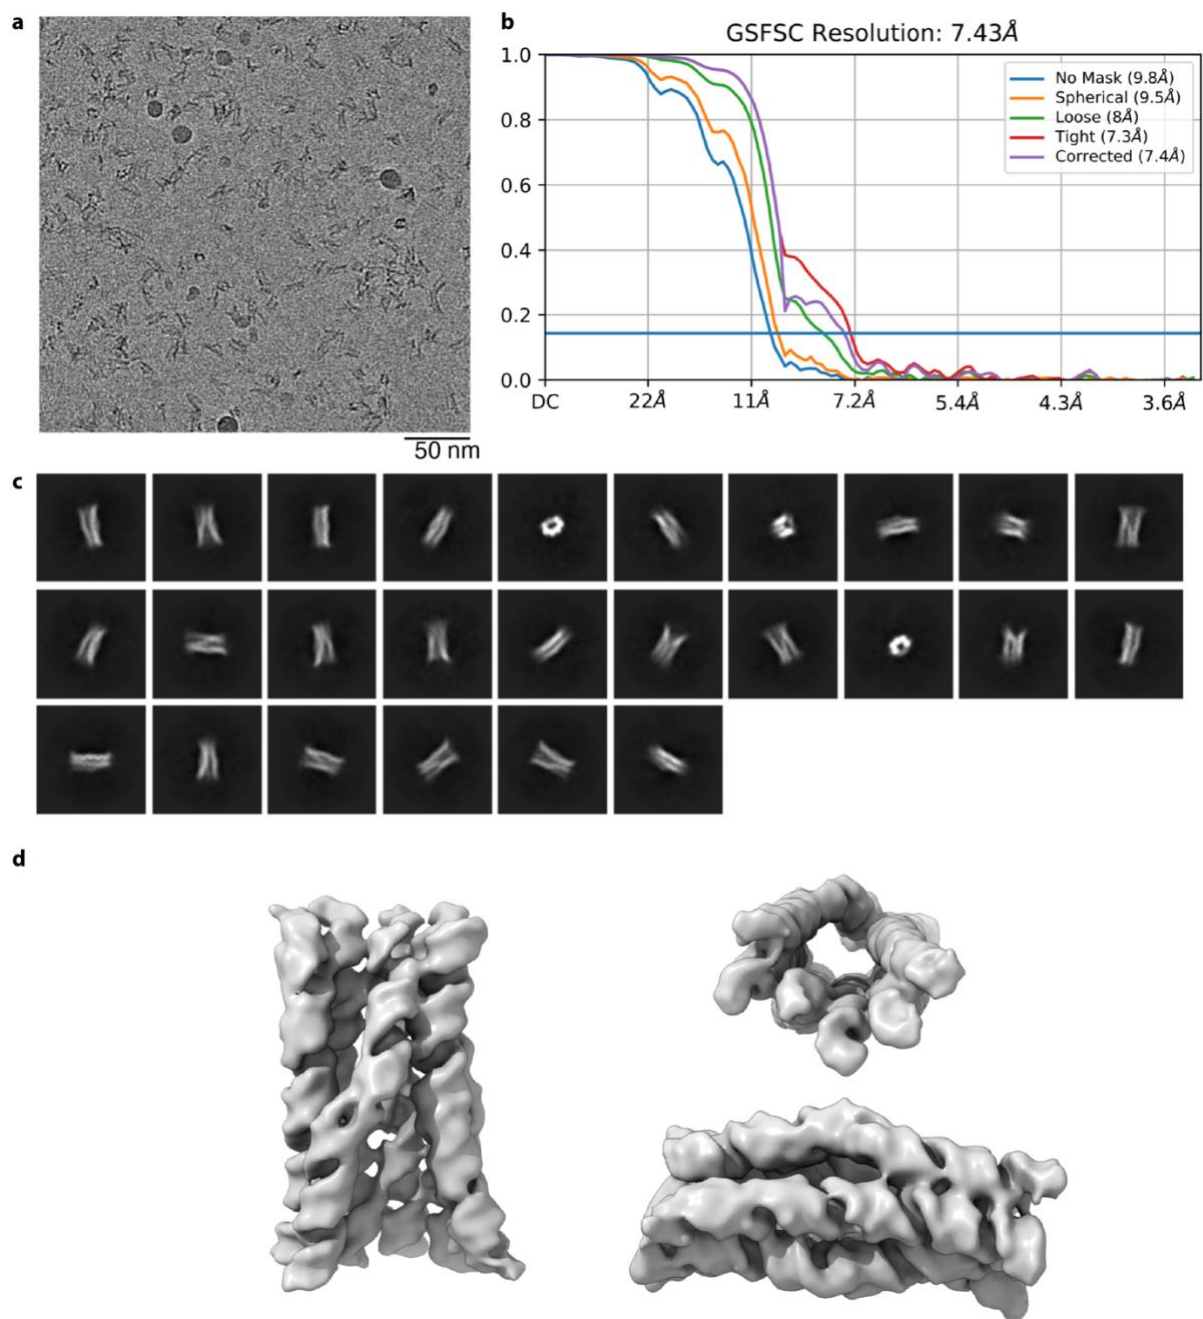 a
50 nm
b
GSFSC Resolution: 7.43Å
1.0
0.8
0.6
0.4
0.2
0.0
No Mask (9.8Å)
Spherical (9.5Å)
Loose (8Å)
Tight (7.3Å)
Corrected (7.4Å)
DC 22Å 11Å 7.2Å 5.4Å 4.3Å 3.6Å
c
d